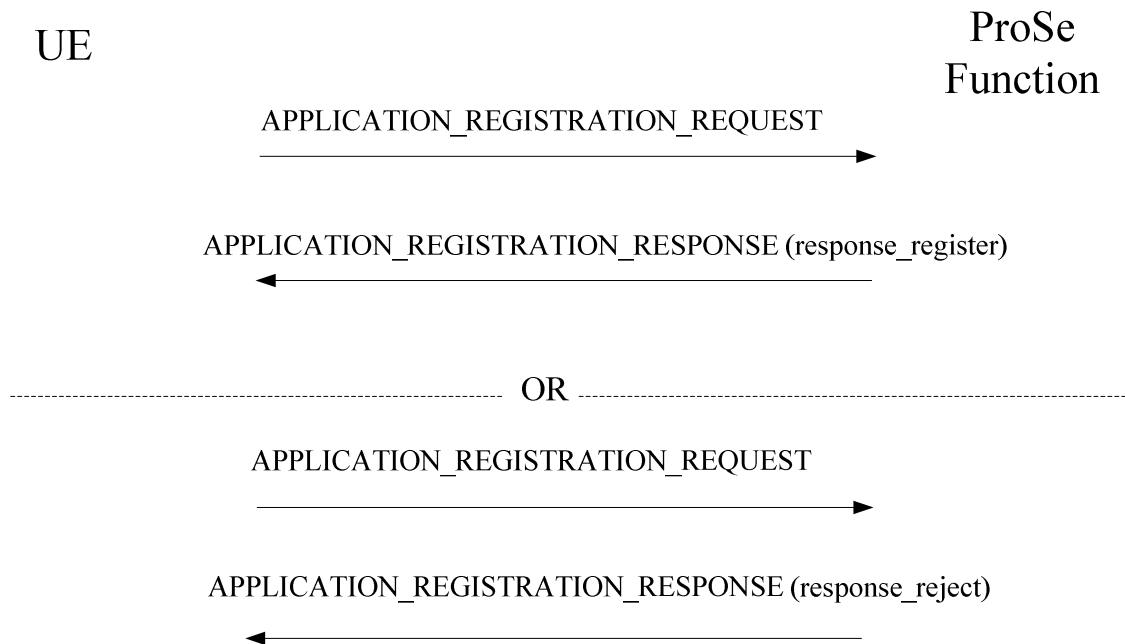 UE
ProSe
Function
APPLICATION_REGISTRATION_REQUEST
APPLICATION_REGISTRATION_RESPONSE (response_register)
OR
APPLICATION_REGISTRATION_REQUEST
APPLICATION_REGISTRATION_RESPONSE (response_reject)